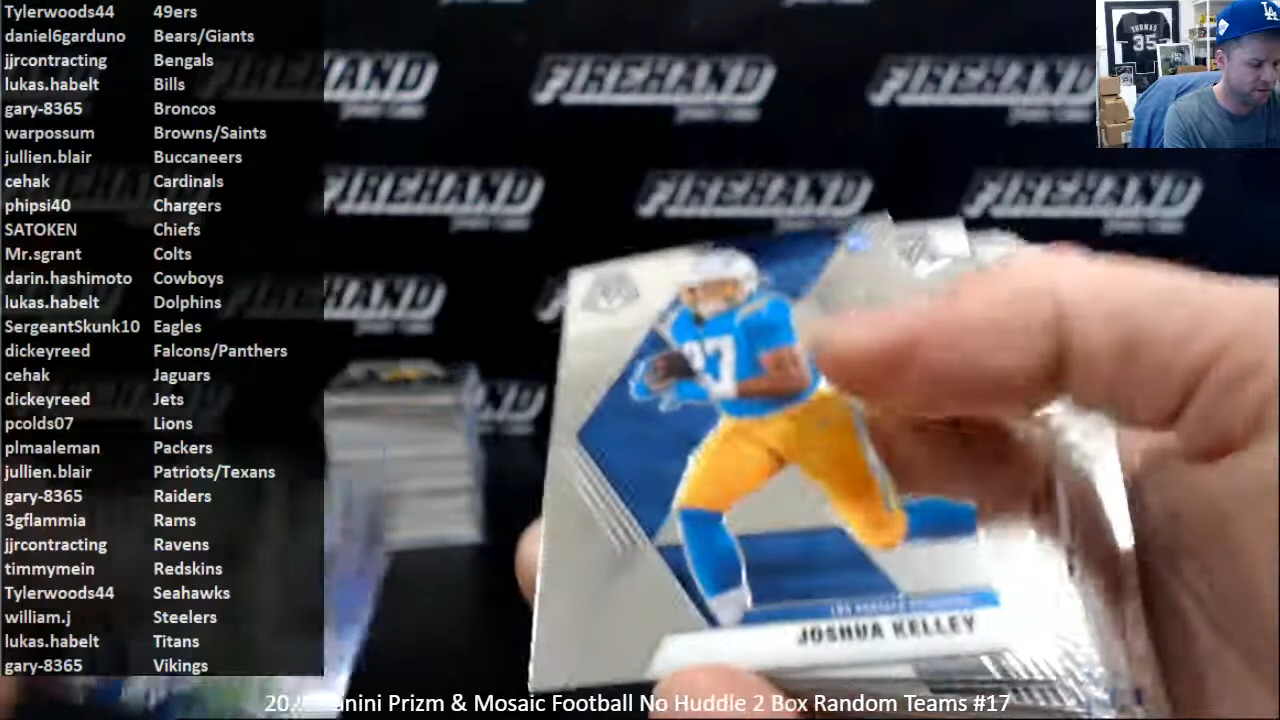 Tylerwoods44 49ers
daniel6garduno Bears/Giants
jjrcontracting Bengals
lukas.habelt Bills
gary-8365 Broncos
warpossum Browns/Saints
jullien.blair Buccaneers
cehak Cardinals
phipsi40 Chargers
SATOKEN Chiefs
Mr.sgrant Colts
darin.hashimoto Cowboys
lukas.habelt Dolphins
SergeantSkunk10 Eagles
dickeyreed Falcons/Panthers
cehak Jaguars
dickeyreed Jets
pcolds07 Lions
plmaaleman Packers
jullien.blair Patriots/Texans
gary-8365 Raiders
3gflammia Rams
jjrcontracting Ravens
timmymein Redskins
Tylerwoods44 Seahawks
william.j Steelers
lukas.habelt Titans
gary-8365 Vikings
FIREHAND FIREHAND
FIREHAND FIREHAND FIREHAND
THOMAS
35
LA
JOSHUA KELLEY
Prizm & Mosaic Football No Huddle 2 Box Random Teams #17